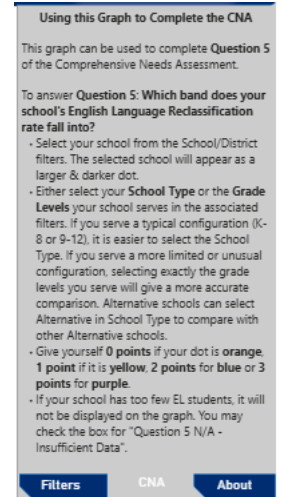 Using this Graph to Complete the CNA
This graph can be used to complete Question 5
of the Comprehensive Needs Assessment.
To answer Question 5: Which band does your
school's English Language Reclassification
rate fall into?
• Select your school from the School/District
filters. The selected school will appear as a
larger & darker dot.
• Either select your School Type or the Grade
Levels your school serves in the associated
filters. If you serve a typical configuration (K-
8 or 9-12), it is easier to select the School
Type. If you serve a more limited or unusual
configuration, selecting exactly the grade
levels you serve will give a more accurate
comparison. Alternative schools can select
Alternative in School Type to compare with
other Alternative schools.
• Give yourself 0 points if your dot is orange,
1 point if it is yellow, 2 points for blue or 3
points for purple.
• If your school has too few EL students, it will
not be displayed on the graph. You may
check the box for "Question 5 N/A -
Insufficient Data".
Filters CNA About